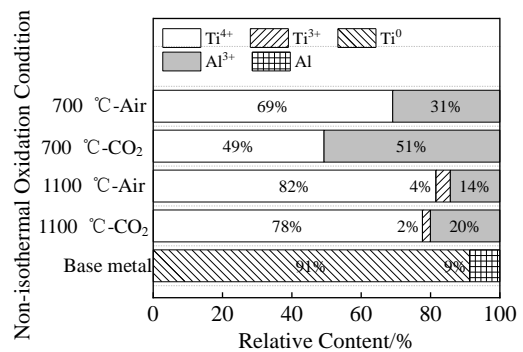 Ti⁴⁺ Ti³⁺ Ti⁰
Al³⁺ Al
Non-isothermal Oxidation Condition
700 ℃-Air 69% 31%
700 ℃-CO₂ 49% 51%
1100 ℃-Air 82% 4% 14%
1100 ℃-CO₂ 78% 2% 20%
Base metal 91% 9%
0 20 40 60 80 100
Relative Content/%